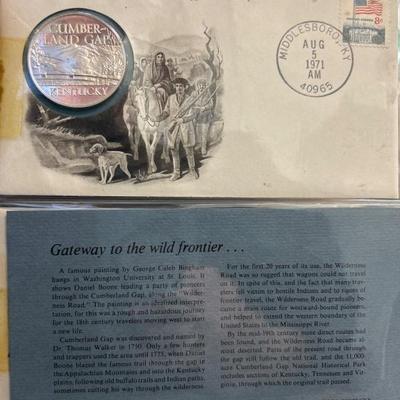 CUMBER-
LAND GAP
KENTUCKY
MIDDLESBORO, KY
AUG
5
1971
AM
40965
8c
Gateway to the wild frontier . . .
A famous painting by George Caleb Bingham
hangs in Washington University at St. Louis. It
shows Daniel Boone leading a party of pioneers
through the Cumberland Gap, along the "Wilder-
ness Road." The painting is an idealized interpre-
tation, for this was a rough and hazardous journey
for the 18th century travelers moving west to start
a new life.
Cumberland Gap was discovered and named by
Dr. Thomas Walker in 1750. Only a few hunters
and trappers used the area until 1775, when Daniel
Boone blazed the famous trail through the gap in
the Appalachian Mountains and into the Kentucky
plains, following old buffalo trails and Indian paths,
sometimes cutting his way through the wilderness.
For the first 20 years of its use, the Wilderness
Road was so rugged that wagons could not travel
on it. In spite of this, and the fact that many trav-
elers fell victim to hostile Indians and to rigors of
frontier travel, the Wilderness Road gradually be-
came a main route for westward-bound pioneers,
and helped to extend the western boundary of the
United States to the Mississippi River.
By the mid-19th century more direct routes had
been found, and the Wilderness Road became al-
most deserted. Parts of the present road through
the gap still follow the old trail, and the 11,000
acre Cumberland Gap National Historical Park
includes sections of Kentucky, Tennessee and Vir-
ginia, through which the original trail passed.